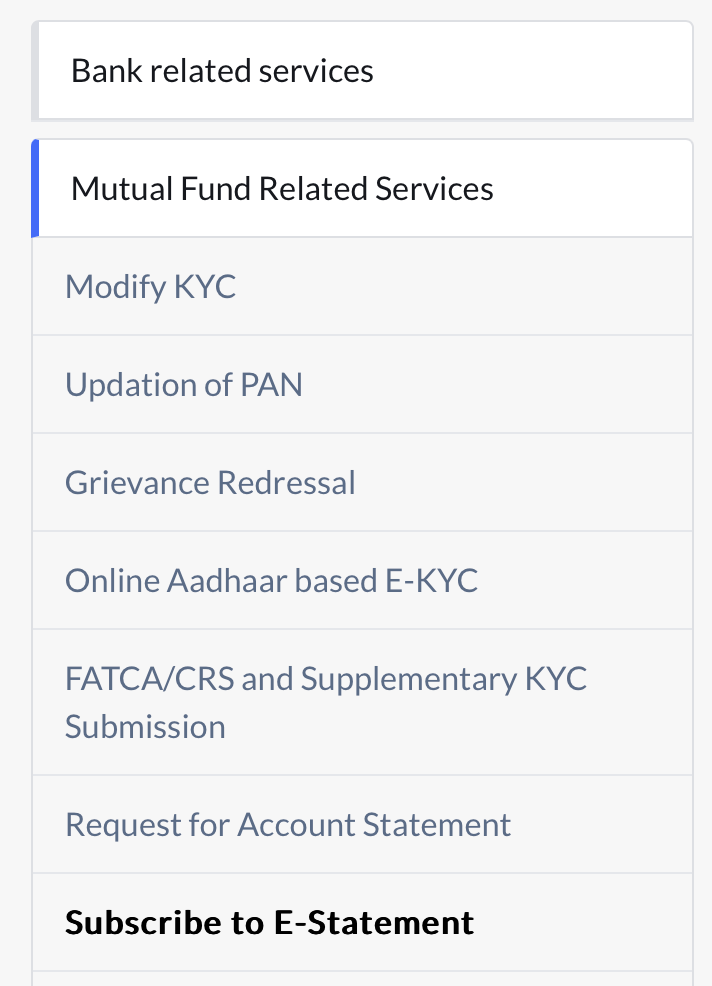 Bank related services
Mutual Fund Related Services
Modify KYC
Updation of PAN
Grievance Redressal
Online Aadhaar based E-KYC
FATCA/CRS and Supplementary KYC
Submission
Request for Account Statement
Subscribe to E-Statement